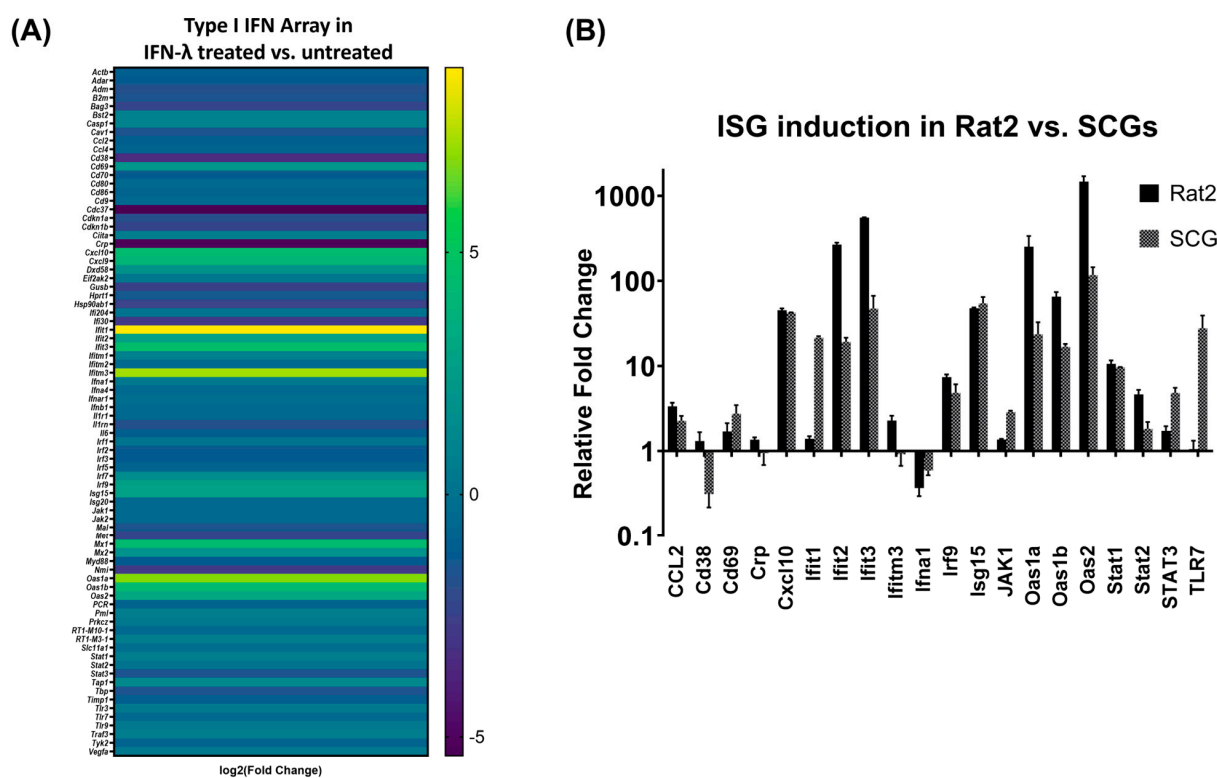 (A)
Type I IFN Array in
IFN-λ treated vs. untreated
Actb
Adar
Adm
B2m
Bag3
Bst2
Casp1
Cav1
Ccl2
Ccl4
Cd38
Cd69
Cd70
Cd80
Cd86
Cd9
Cdc37
Cdkn1a
Cdkn1b
Ciita
Crp
Cxcl10
Cxcl9
Dxd58
Eif2ak2
Gusb
Hprt1
Hsp90ab1
Ifi204
Ifi30
Ifit1
Ifit2
Ifit3
Ifitm1
Ifitm2
Ifitm3
Ifna1
Ifna4
Ifnar1
Ifnb1
Il1r1
Il1rn
Il6
Irf1
Irf2
Irf3
Irf5
Irf7
Irf9
Isg15
Isg20
Jak1
Jak2
Mal
Met
Mx1
Mx2
Myd88
Nmi
Oas1a
Oas1b
Oas2
PCR
Pml
Prkcz
RT1-M10-1
RT1-M3-1
Slc11a1
Stat1
Stat2
Stat3
Tap1
Tbp
Timp1
Tlr3
Tlr7
Tlr9
Traf3
Tyk2
Vegfa
log2(Fold Change)
5
0
-5
(B)
ISG induction in Rat2 vs. SCGs
Relative Fold Change
1000
100
10
1
0.1
Rat2
SCG
CCL2
Cd38
Cd69
Crp
Cxcl10
Ifit1
Ifit2
Ifit3
Ifitm3
Ifna1
Irf9
Isg15
JAK1
Oas1a
Oas1b
Oas2
Stat1
Stat2
STAT3
TLR7